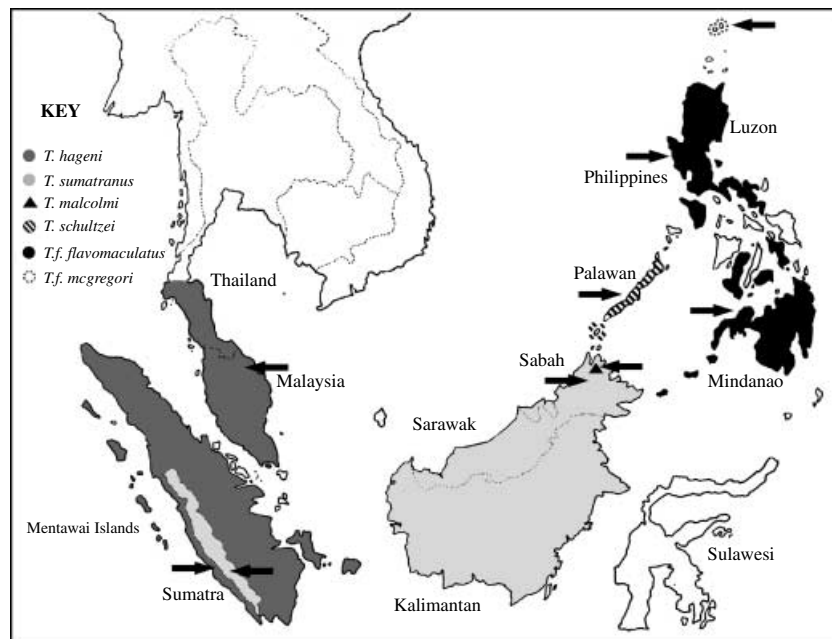 KEY
T. hageni
T. sumatranus
T. malcolmi
T. schultzei
T.f. flavomaculatus
T.f. mcgregori
Luzon
Philippines
Thailand
Palawan
Malaysia
Sabah
Mindanao
Sarawak
Mentawai Islands
Sulawesi
Sumatra
Kalimantan